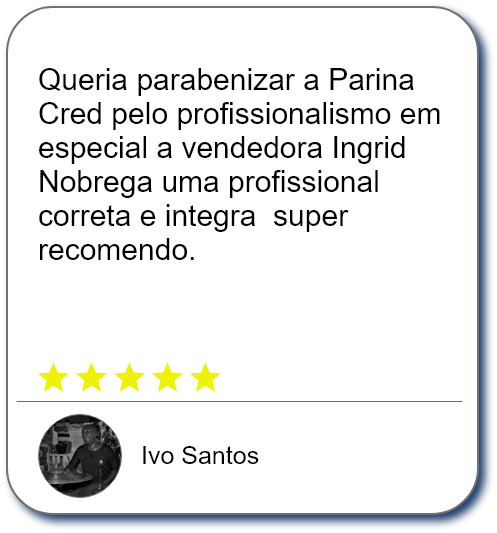 Queria parabenizar a Parina
Cred pelo profissionalismo em
especial a vendedora Ingrid
Nobrega uma profissional
correta e integra  super
recomendo.
Ivo Santos